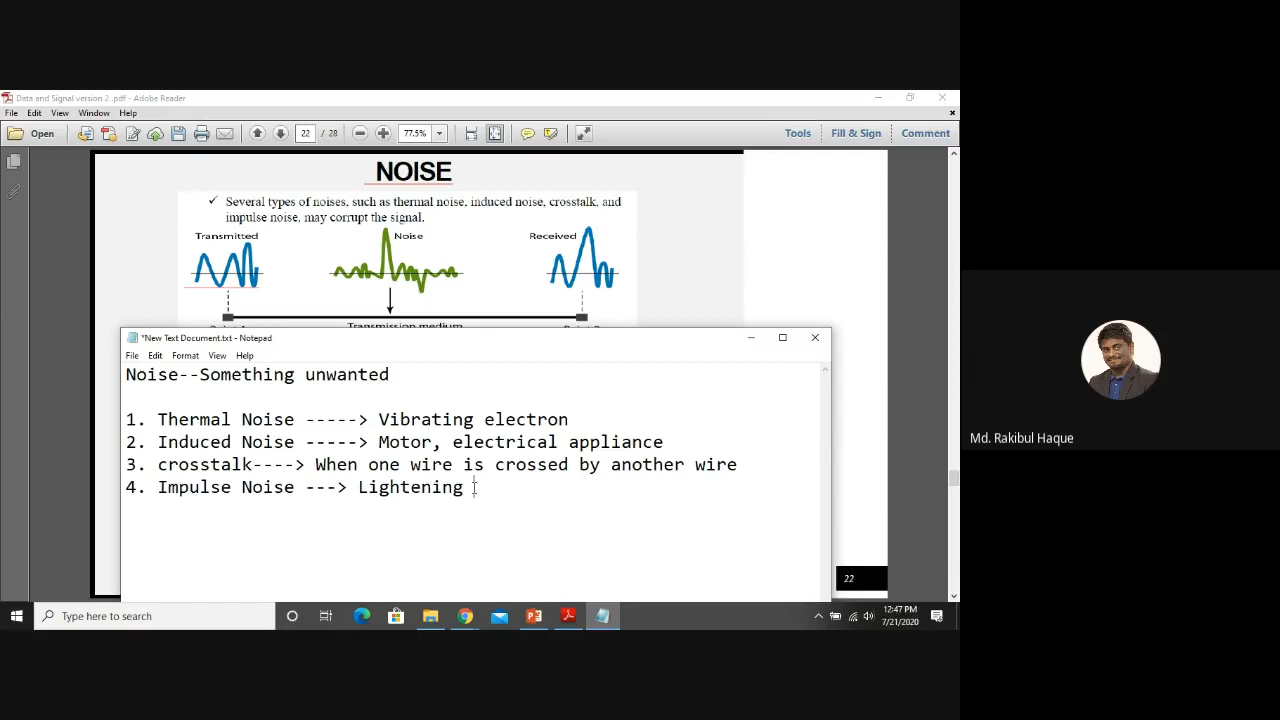 Data and Signal version 2 .pdf - Adobe Reader
File Edit View Window Help
Open 22 / 28 77.5% Tools Fill & Sign Comment
NOISE
✓ Several types of noises, such as thermal noise, induced noise, crosstalk, and
impulse noise, may corrupt the signal.
Transmitted Noise Received
Transmission medium
*New Text Document.txt - Notepad
File Edit Format View Help
Noise--Something unwanted
1. Thermal Noise -----> Vibrating electron
2. Induced Noise -----> Motor, electrical appliance
3. crosstalk----> When one wire is crossed by another wire
4. Impulse Noise ---> Lightening
Md. Rakibul Haque
22
Type here to search
12:47 PM
7/21/2020